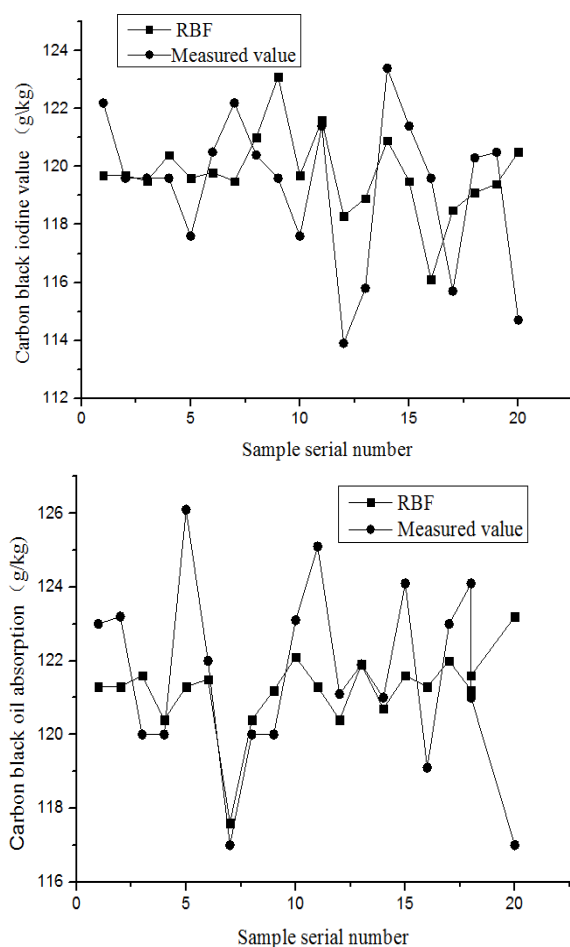 RBF
Measured value
124
122
120
118
116
114
112
Carbon black iodine value（g\kg）
0 5 10 15 20
Sample serial number
RBF
Measured value
126
124
122
120
118
116
Carbon black oil absorption (g/kg)
0 5 10 15 20
Sample serial number